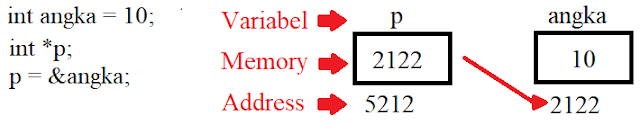 int angka = 10;
int *p;
p = &angka;
Variabel p angka
Memory 2122 10
Address 5212 2122